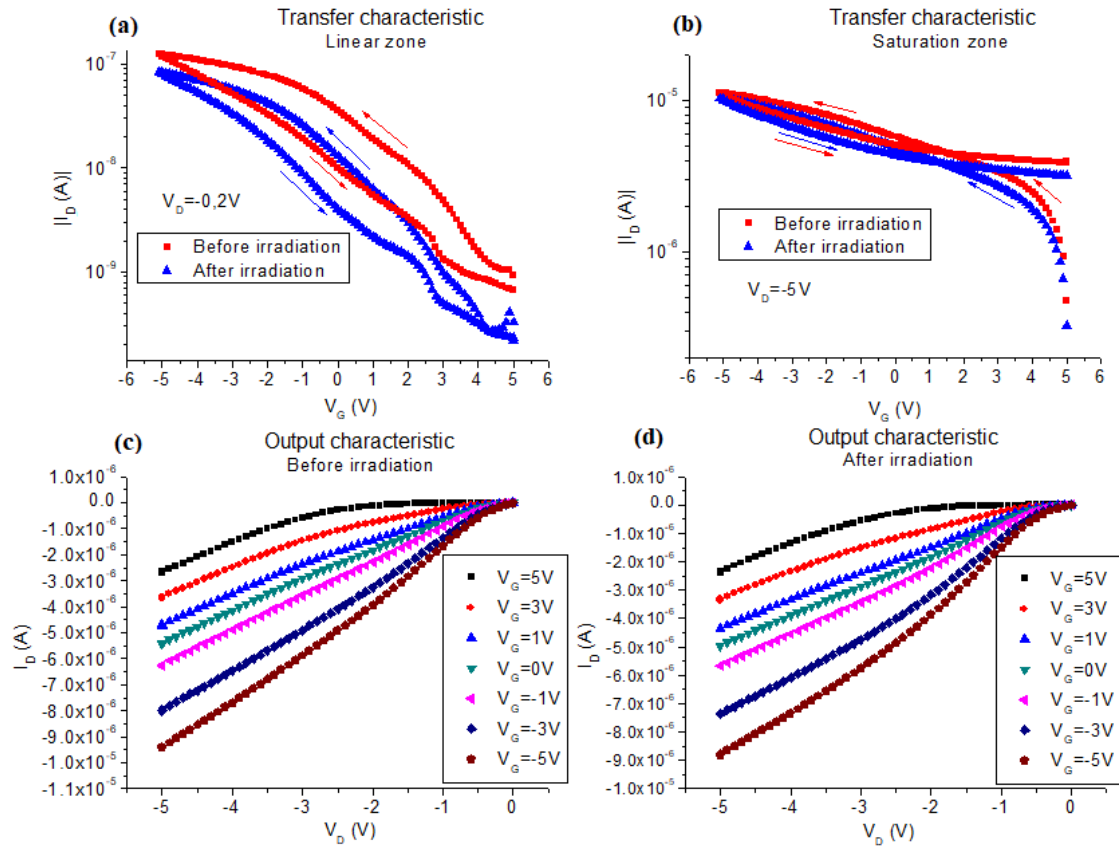 (a)
Transfer characteristic
Linear zone
10⁻⁷
10⁻⁸
10⁻⁹
|I_D (A)|
V_D=-0,2V
Before irradiation
After irradiation
-6 -5 -4 -3 -2 -1 0 1 2 3 4 5 6
V_G (V)
(b)
Transfer characteristic
Saturation zone
10⁻⁵
10⁻⁶
|I_D (A)|
Before irradiation
After irradiation
V_D=-5V
-6 -5 -4 -3 -2 -1 0 1 2 3 4 5 6
V_G (V)
(c)
Output characteristic
Before irradiation
1.0x10⁻⁶
0.0
-1.0x10⁻⁶
-2.0x10⁻⁶
-3.0x10⁻⁶
-4.0x10⁻⁶
-5.0x10⁻⁶
-6.0x10⁻⁶
-7.0x10⁻⁶
-8.0x10⁻⁶
-9.0x10⁻⁶
-1.0x10⁻⁵
-1.1x10⁻⁵
I_D (A)
V_G=5V
V_G=3V
V_G=1V
V_G=0V
V_G=-1V
V_G=-3V
V_G=-5V
-5 -4 -3 -2 -1 0
V_D (V)
(d)
Output characteristic
After irradiation
1.0x10⁻⁶
0.0
-1.0x10⁻⁶
-2.0x10⁻⁶
-3.0x10⁻⁶
-4.0x10⁻⁶
-5.0x10⁻⁶
-6.0x10⁻⁶
-7.0x10⁻⁶
-8.0x10⁻⁶
-9.0x10⁻⁶
-1.0x10⁻⁵
I_D (A)
V_G=5V
V_G=3V
V_G=1V
V_G=0V
V_G=-1V
V_G=-3V
V_G=-5V
-5 -4 -3 -2 -1 0
V_D (V)